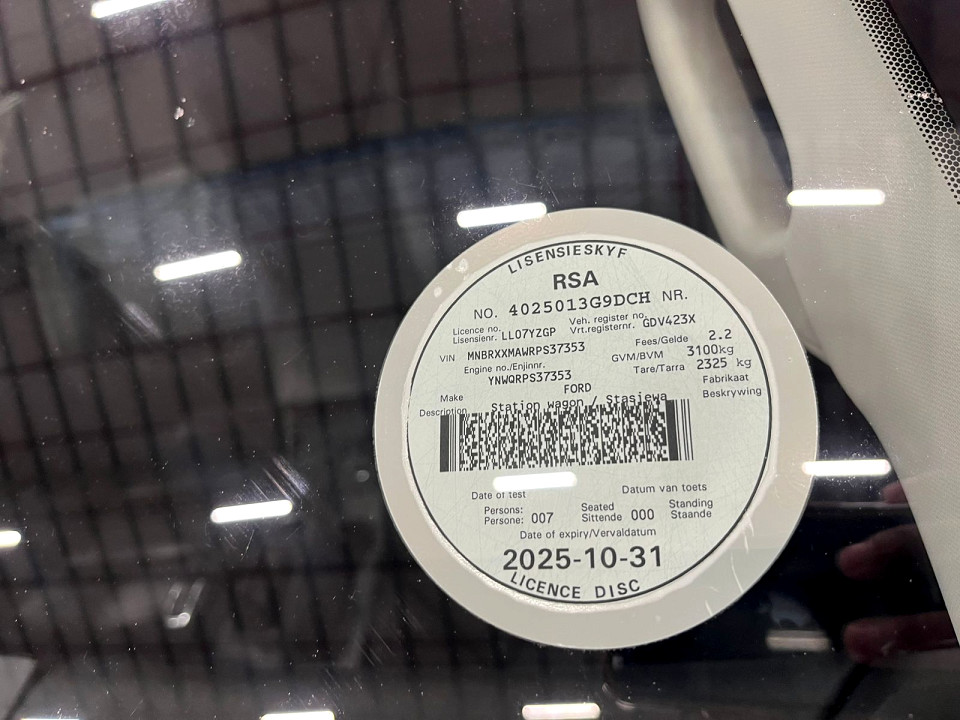 LISENSIESKYF
RSA
NO. 4025013G9DCH NR.
Licence no. LL07YZGP Veh. register no. GDV423X
Lisensienr. Vrt.registernr.
VIN MNBRXXMAWRPS37353 Fees/Gelde 2.2
Engine no./Enjinnr. GVM/BVM 3100kg
YNWQRPS37353 Tare/Tarra 2325 kg
Make FORD Fabrikaat
Description Station wagon / Stasiewa Beskrywing
Date of test Datum van toets
Persons: 007 Seated 000 Standing
Persone: Sittende Staande
Date of expiry/Vervaldatum
2025-10-31
LICENCE DISC